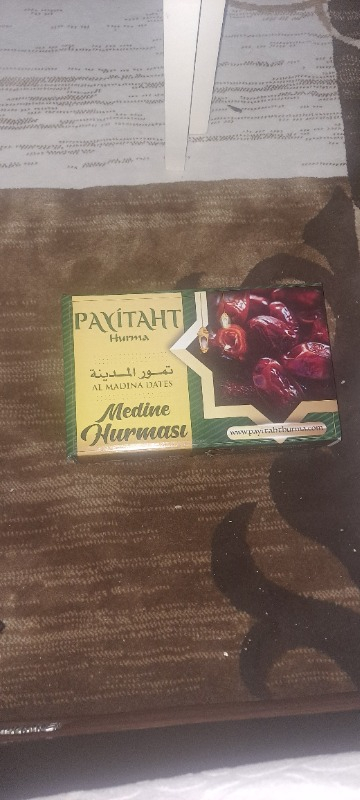 PAYİTAHT
Hurma
تمور المدينة
AL MADINA DATES
Medine
Hurması
www.payitahthurma.com